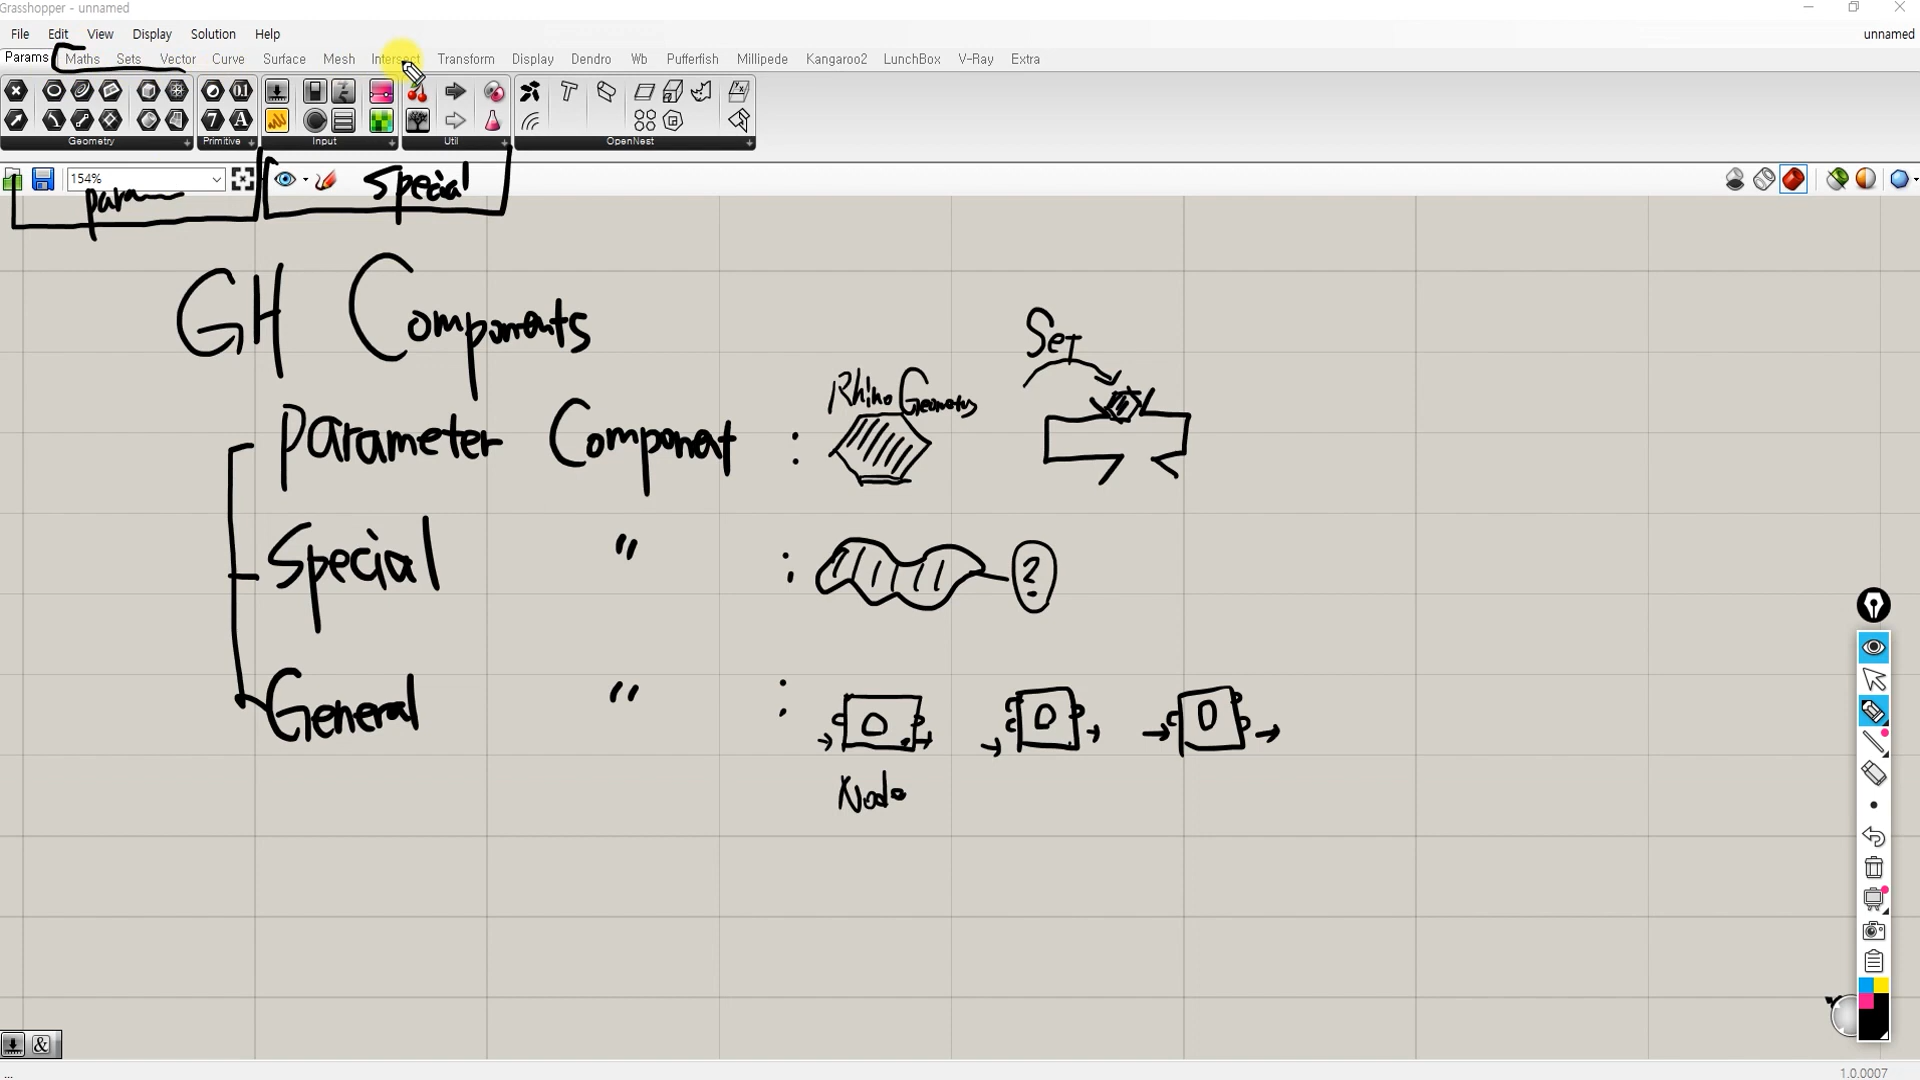 Grasshopper - unnamed
File Edit View Display Solution Help unnamed
Params Maths Sets Vector Curve Surface Mesh Intersect Transform Display Dendro Wb Pufferfish Millipede Kangaroo2 LunchBox V-Ray Extra
Geometry Primitive Input Util OpenNest
154%
param Special
GH Components
Set
Rhino Geometry
Parameter Componat :
Special " : ?
General " :
Node
...
1.0.0007